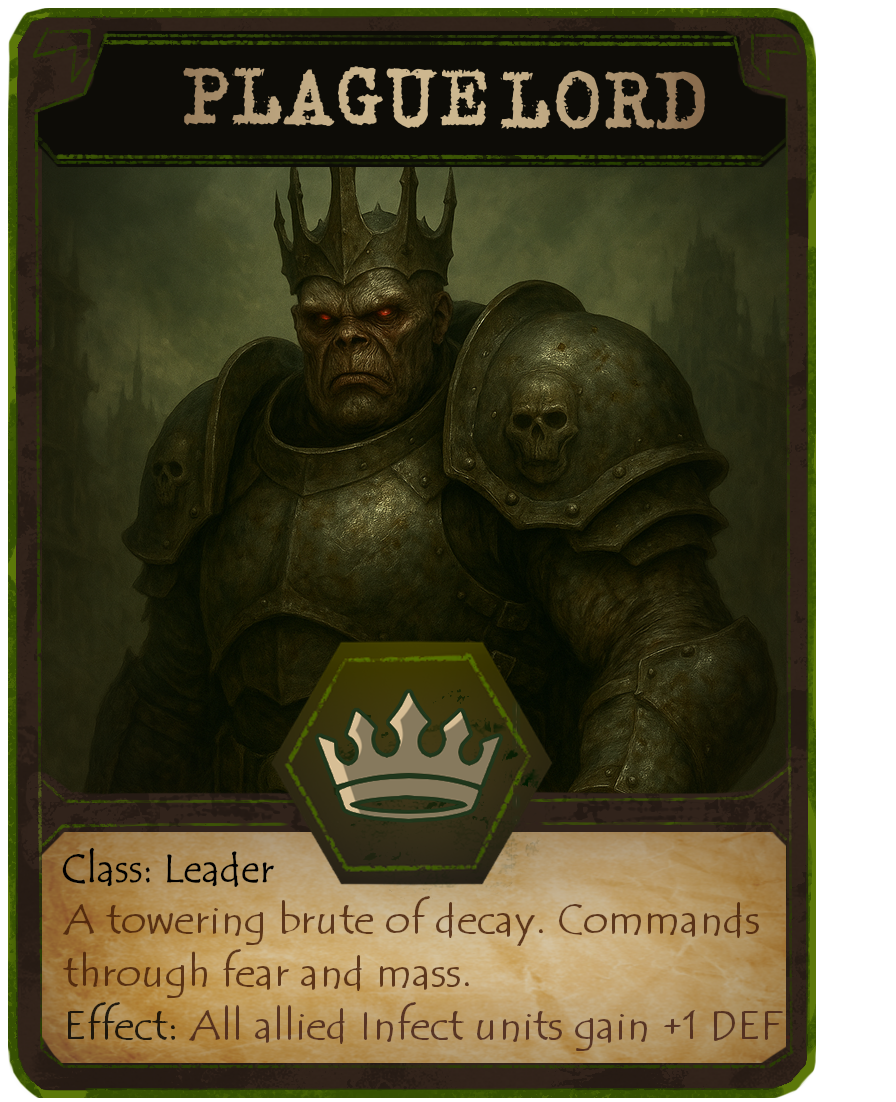 PLAGUE LORD
Class: Leader
A towering brute of decay. Commands
through fear and mass.
Effect: All allied Infect units gain +1 DEF